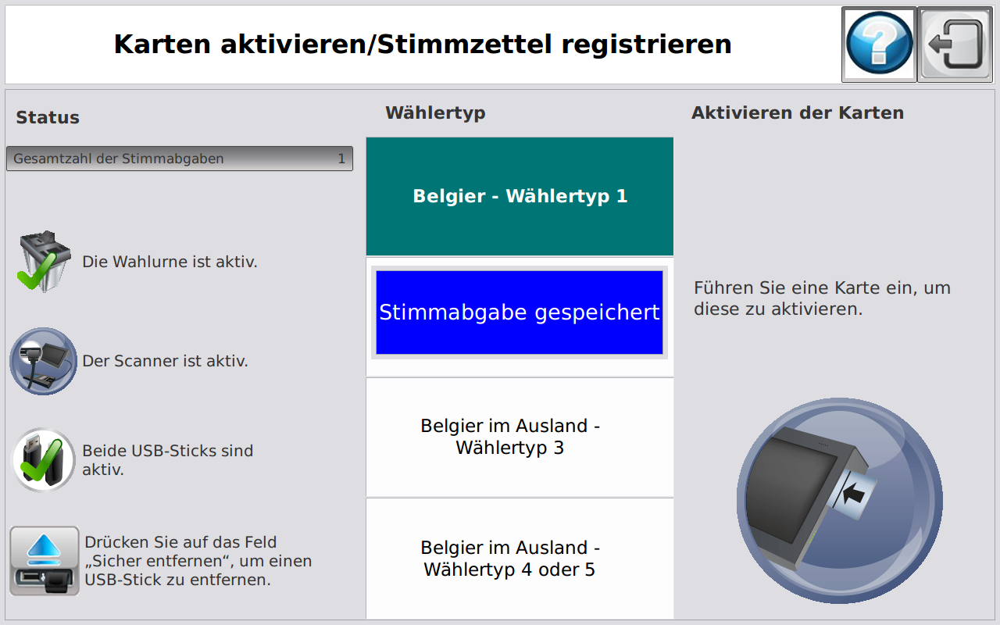 Karten aktivieren/Stimmzettel registrieren
Status
Gesamtzahl der Stimmabgaben 1
Die Wahlurne ist aktiv.
Der Scanner ist aktiv.
Beide USB-Sticks sind
aktiv.
Drücken Sie auf das Feld
„Sicher entfernen“, um einen
USB-Stick zu entfernen.
Wählertyp
Belgier - Wählertyp 1
Stimmabgabe gespeichert
Belgier im Ausland -
Wählertyp 3
Belgier im Ausland -
Wählertyp 4 oder 5
Aktivieren der Karten
Führen Sie eine Karte ein, um
diese zu aktivieren.